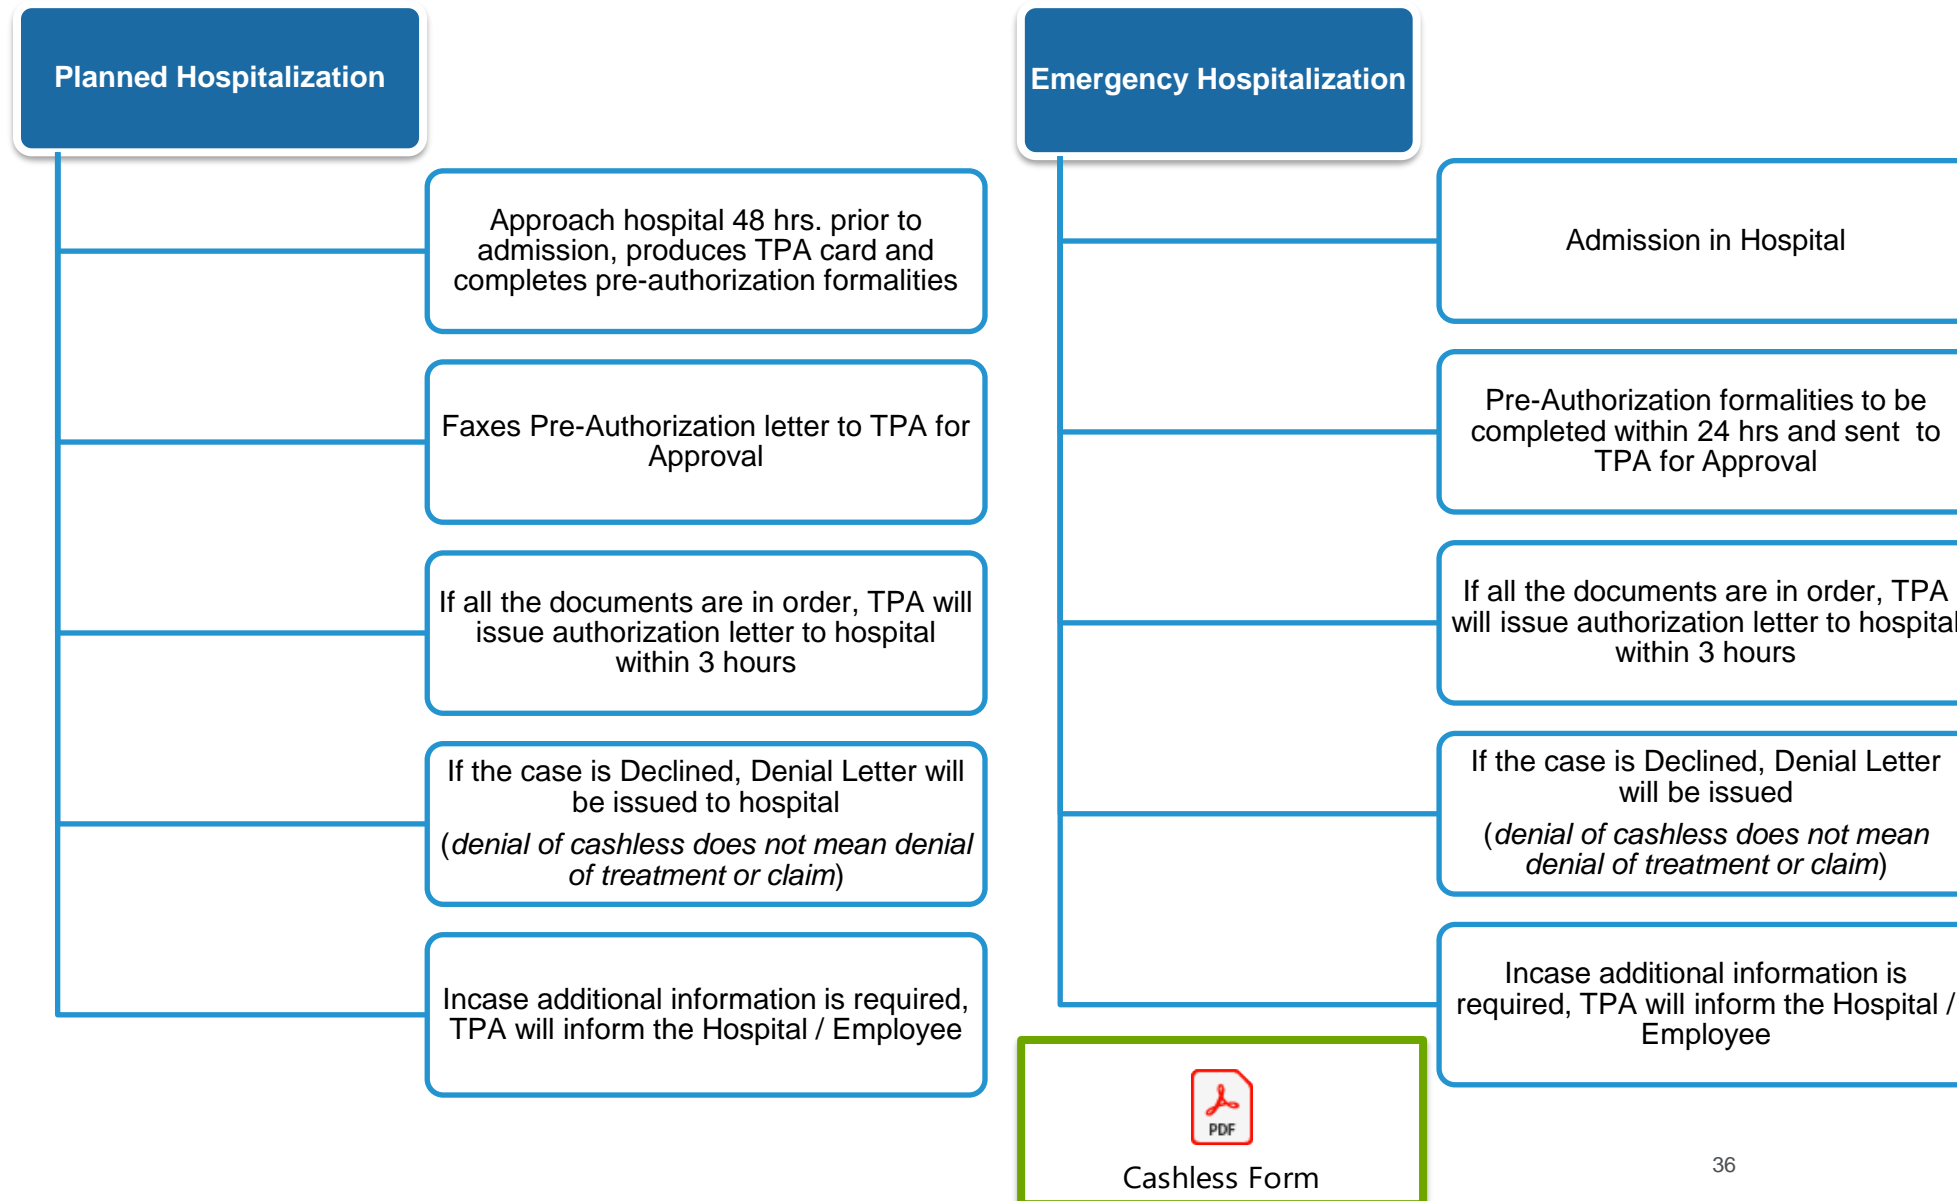 Planned Hospitalization
Approach hospital 48 hrs. prior to
admission, produces TPA card and
completes pre-authorization formalities
Faxes Pre-Authorization letter to TPA for
Approval
If all the documents are in order, TPA will
issue authorization letter to hospital
within 3 hours
If the case is Declined, Denial Letter will
be issued to hospital
(denial of cashless does not mean denial
of treatment or claim)
Incase additional information is required,
TPA will inform the Hospital / Employee
Emergency Hospitalization
Admission in Hospital
Pre-Authorization formalities to be
completed within 24 hrs and sent  to
TPA for Approval
If all the documents are in order, TPA
will issue authorization letter to hospital
within 3 hours
If the case is Declined, Denial Letter
will be issued
(denial of cashless does not mean
denial of treatment or claim)
Incase additional information is
required, TPA will inform the Hospital /
Employee
PDF
Cashless Form
36